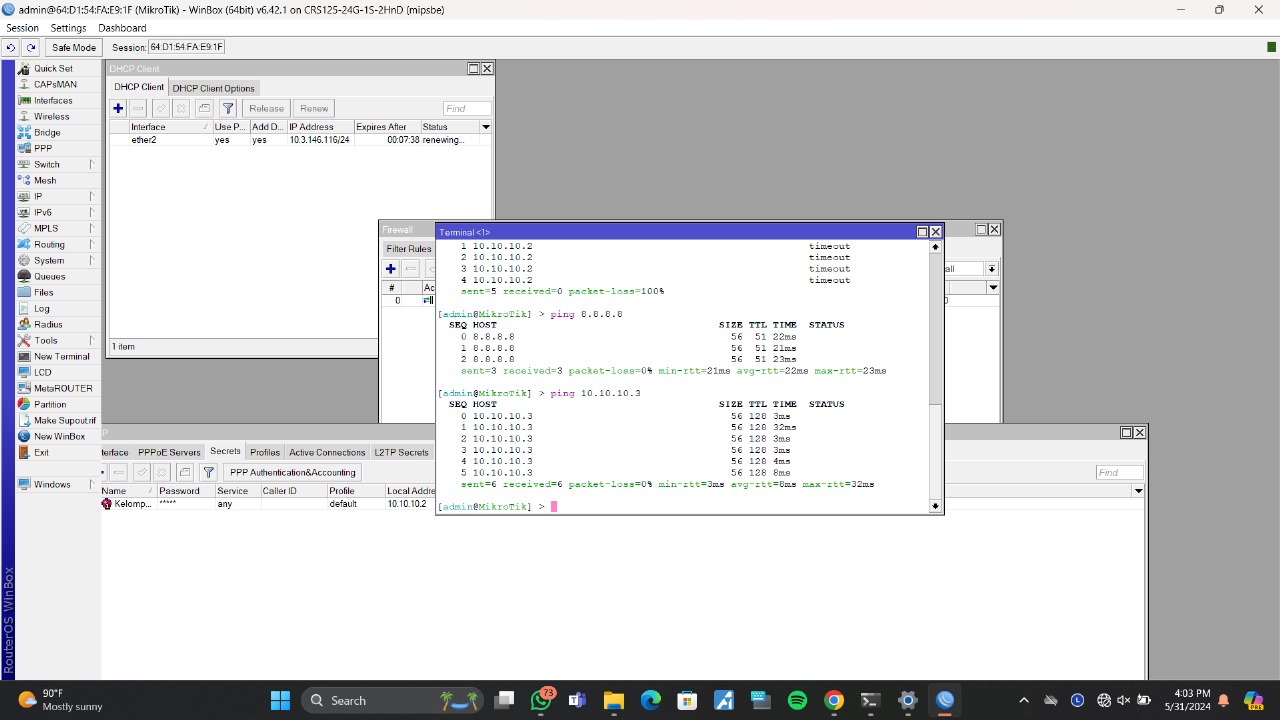 admin@64:D1:54:FA:E9:1F (MikroTik) - WinBox (64bit) v6.42.1 on CRS125-24G-1S-2HnD (mipsbe)
Session Settings Dashboard
Safe Mode Session: 64:D1:54:FA:E9:1F
Quick Set
CAPsMAN
Interfaces
Wireless
Bridge
PPP
Switch
Mesh
IP
IPv6
MPLS
Routing
System
Queues
Files
Log
Radius
Tools
New Terminal
LCD
MetaROUTER
Partition
Make Supout.rif
New WinBox
Exit
Windows
RouterOS WinBox
DHCP Client
DHCP Client DHCP Client Options
Release Renew Find
Interface Use P... Add D... IP Address Expires After Status
ether2 yes yes 10.3.146.116/24 00:07:38 renewing...
1 item
Firewall
Filter Rules
all
# Ac
0
Terminal <1>
1 10.10.10.2 timeout
2 10.10.10.2 timeout
3 10.10.10.2 timeout
4 10.10.10.2 timeout
sent=5 received=0 packet-loss=100%
[admin@MikroTik] > ping 8.8.8.8
SEQ HOST SIZE TTL TIME STATUS
0 8.8.8.8 56 51 22ms
1 8.8.8.8 56 51 21ms
2 8.8.8.8 56 51 23ms
sent=3 received=3 packet-loss=0% min-rtt=21ms avg-rtt=22ms max-rtt=23ms
[admin@MikroTik] > ping 10.10.10.3
SEQ HOST SIZE TTL TIME STATUS
0 10.10.10.3 56 128 3ms
1 10.10.10.3 56 128 32ms
2 10.10.10.3 56 128 3ms
3 10.10.10.3 56 128 3ms
4 10.10.10.3 56 128 4ms
5 10.10.10.3 56 128 8ms
sent=6 received=6 packet-loss=0% min-rtt=3ms avg-rtt=8ms max-rtt=32ms
[admin@MikroTik] >
P
terface PPPoE Servers Secrets Profiles Active Connections L2TP Secrets
PPP Authentication&Accounting Find
Name Password Service Caller ID Profile Local Addre
Kelomp... ***** any default 10.10.10.2
90°F
Mostly sunny
Search
73
4:03 PM
5/31/2024
PRE